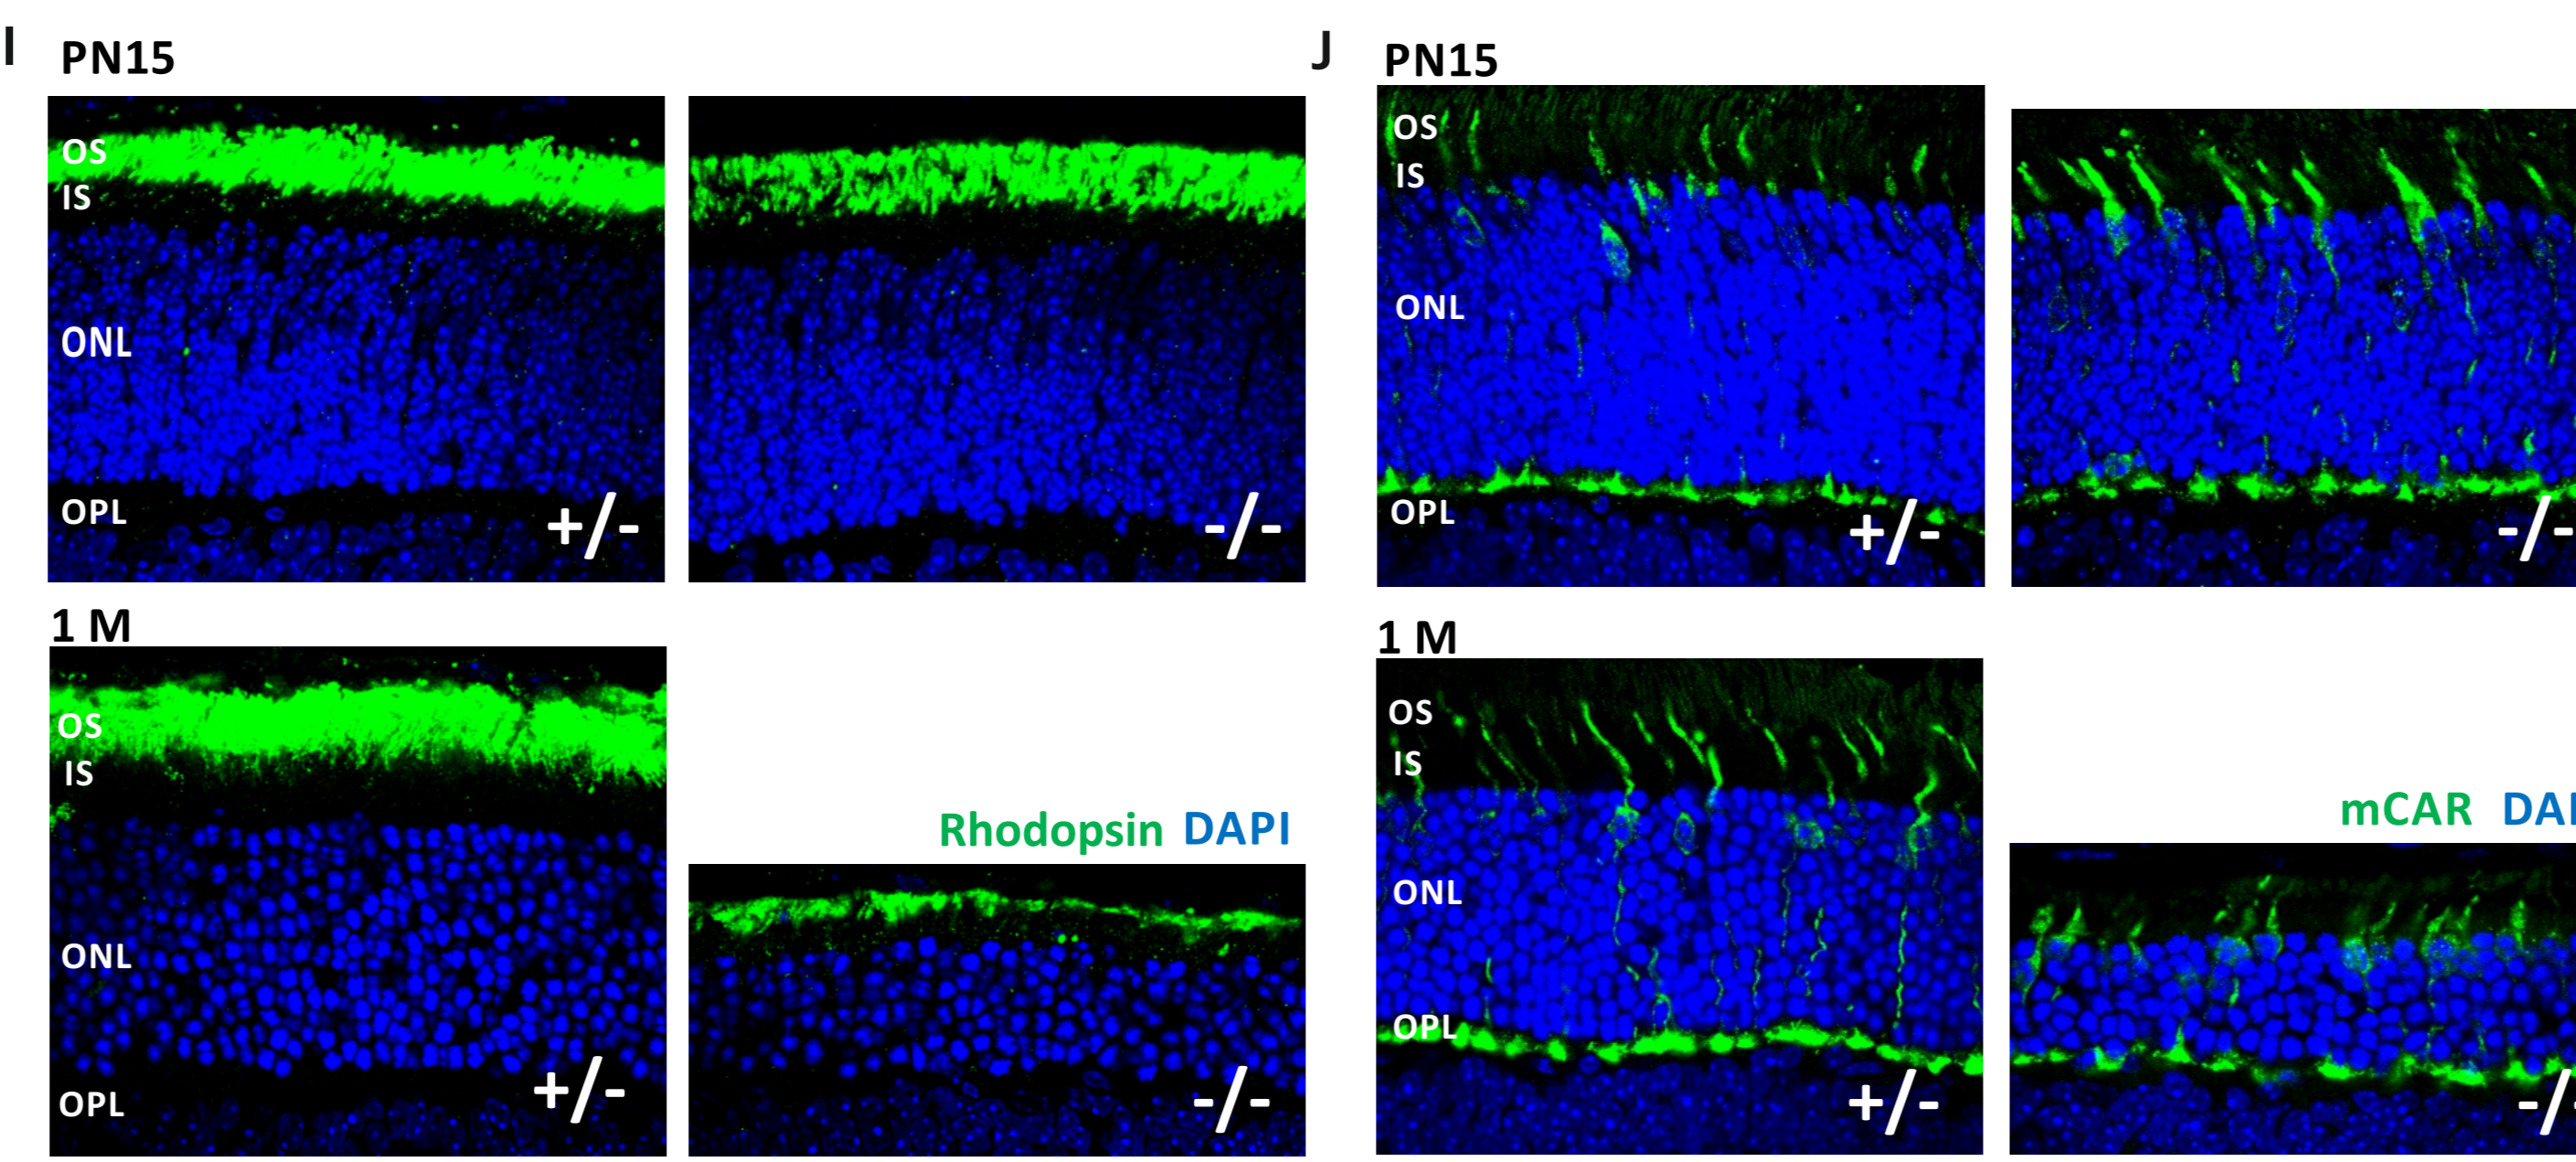 I
PN15
OS
IS
ONL
OPL
+/-
-/-
1 M
OS
IS
ONL
OPL
+/-
Rhodopsin DAPI
-/-
J
PN15
OS
IS
ONL
OPL
+/-
-/-
1 M
OS
IS
ONL
OPL
+/-
mCAR
-/-